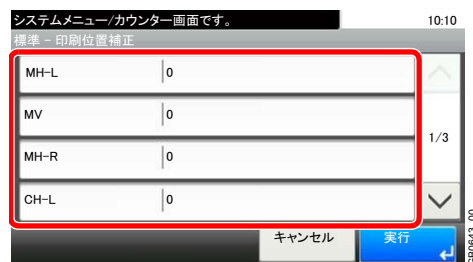 システムメニュー/カウンター画面です。 10:10
標準 - 印刷位置補正
MH-L 0
MV 0
1/3
MH-R 0
CH-L 0
キャンセル 実行
GB0643_00